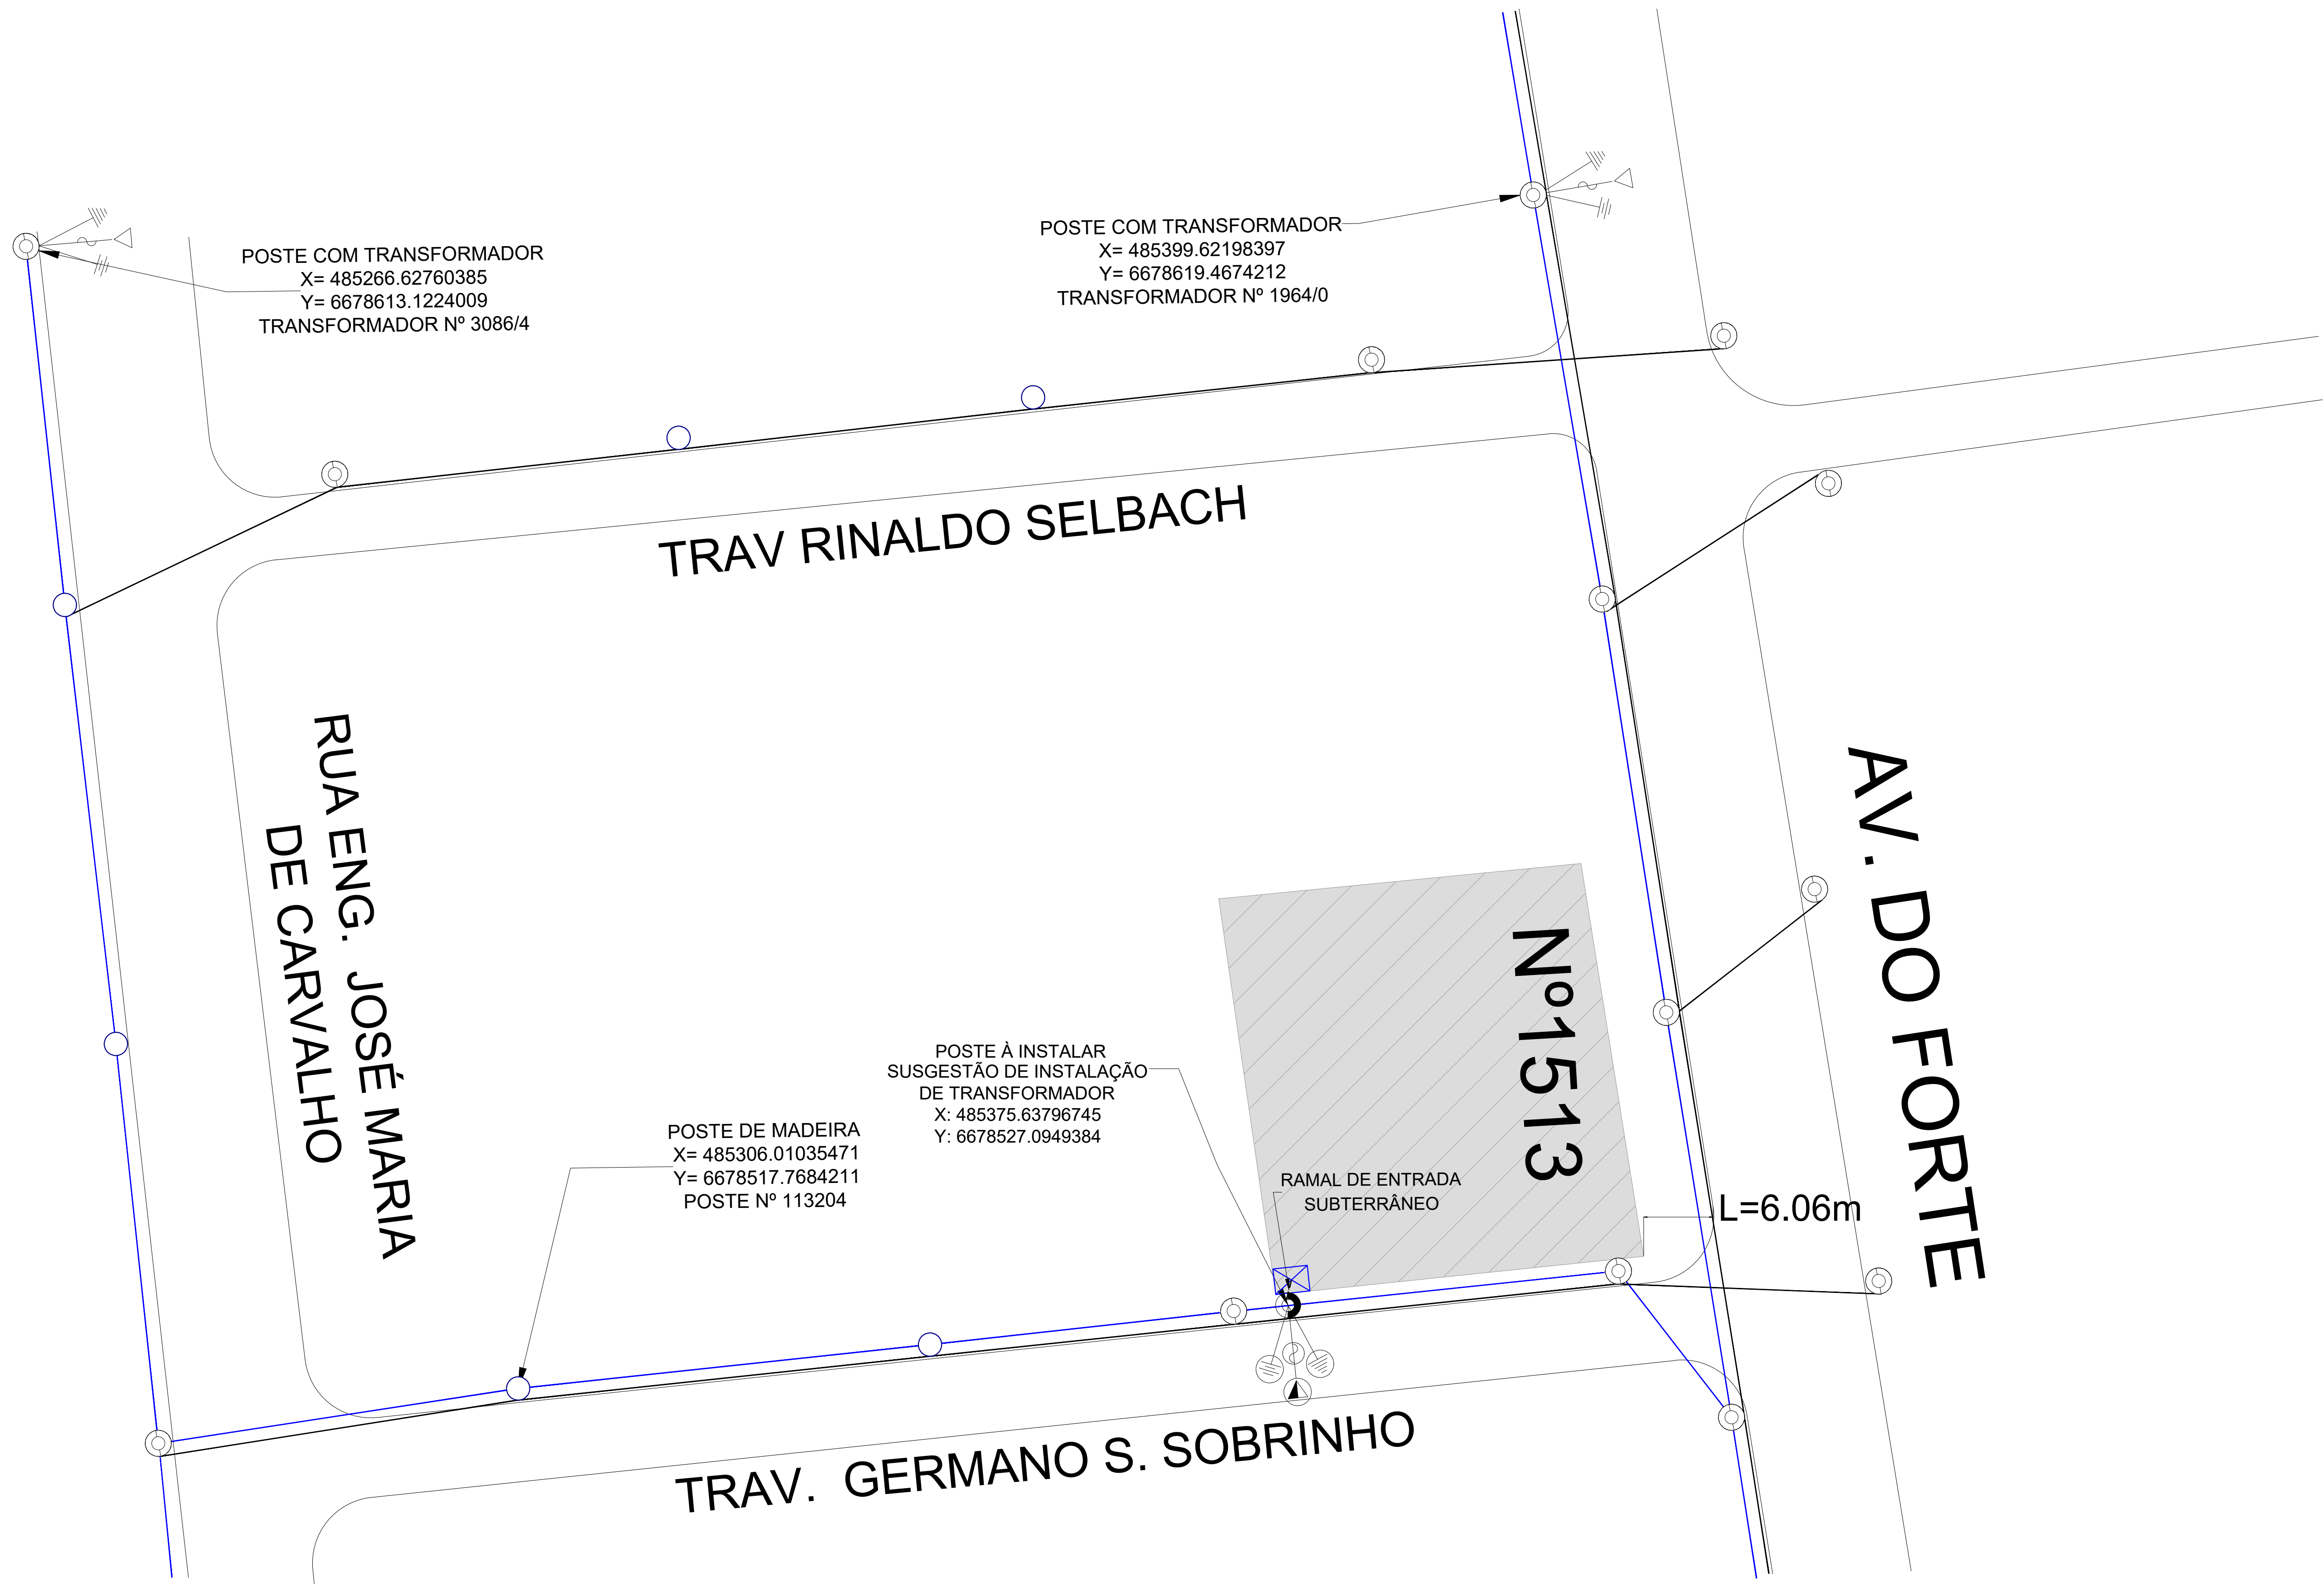 POSTE COM TRANSFORMADOR
X= 485266.62760385
Y= 6678613.1224009
TRANSFORMADOR Nº 3086/4
POSTE COM TRANSFORMADOR
X= 485399.62198397
Y= 6678619.4674212
TRANSFORMADOR Nº 1964/0
TRAV RINALDO SELBACH
RUA ENG. JOSÉ MARIA
DE CARVALHO
AV. DO FORTE
Nº1513
POSTE À INSTALAR
SUSGESTÃO DE INSTALAÇÃO
DE TRANSFORMADOR
X: 485375.63796745
Y: 6678527.0949384
POSTE DE MADEIRA
X= 485306.01035471
Y= 6678517.7684211
POSTE Nº 113204
RAMAL DE ENTRADA
SUBTERRÂNEO
L=6.06m
TRAV. GERMANO S. SOBRINHO